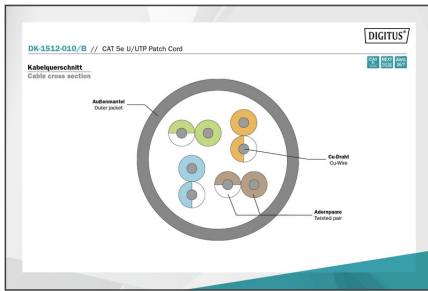 DIGITUS®
DK-1512-010/B // CAT 5e U/UTP Patch Cord
Kabelquerschnitt
Cable cross section
Außenmantel
Outer jacket
Cu-Draht
Cu-Wire
Adernpaare
Twisted pair